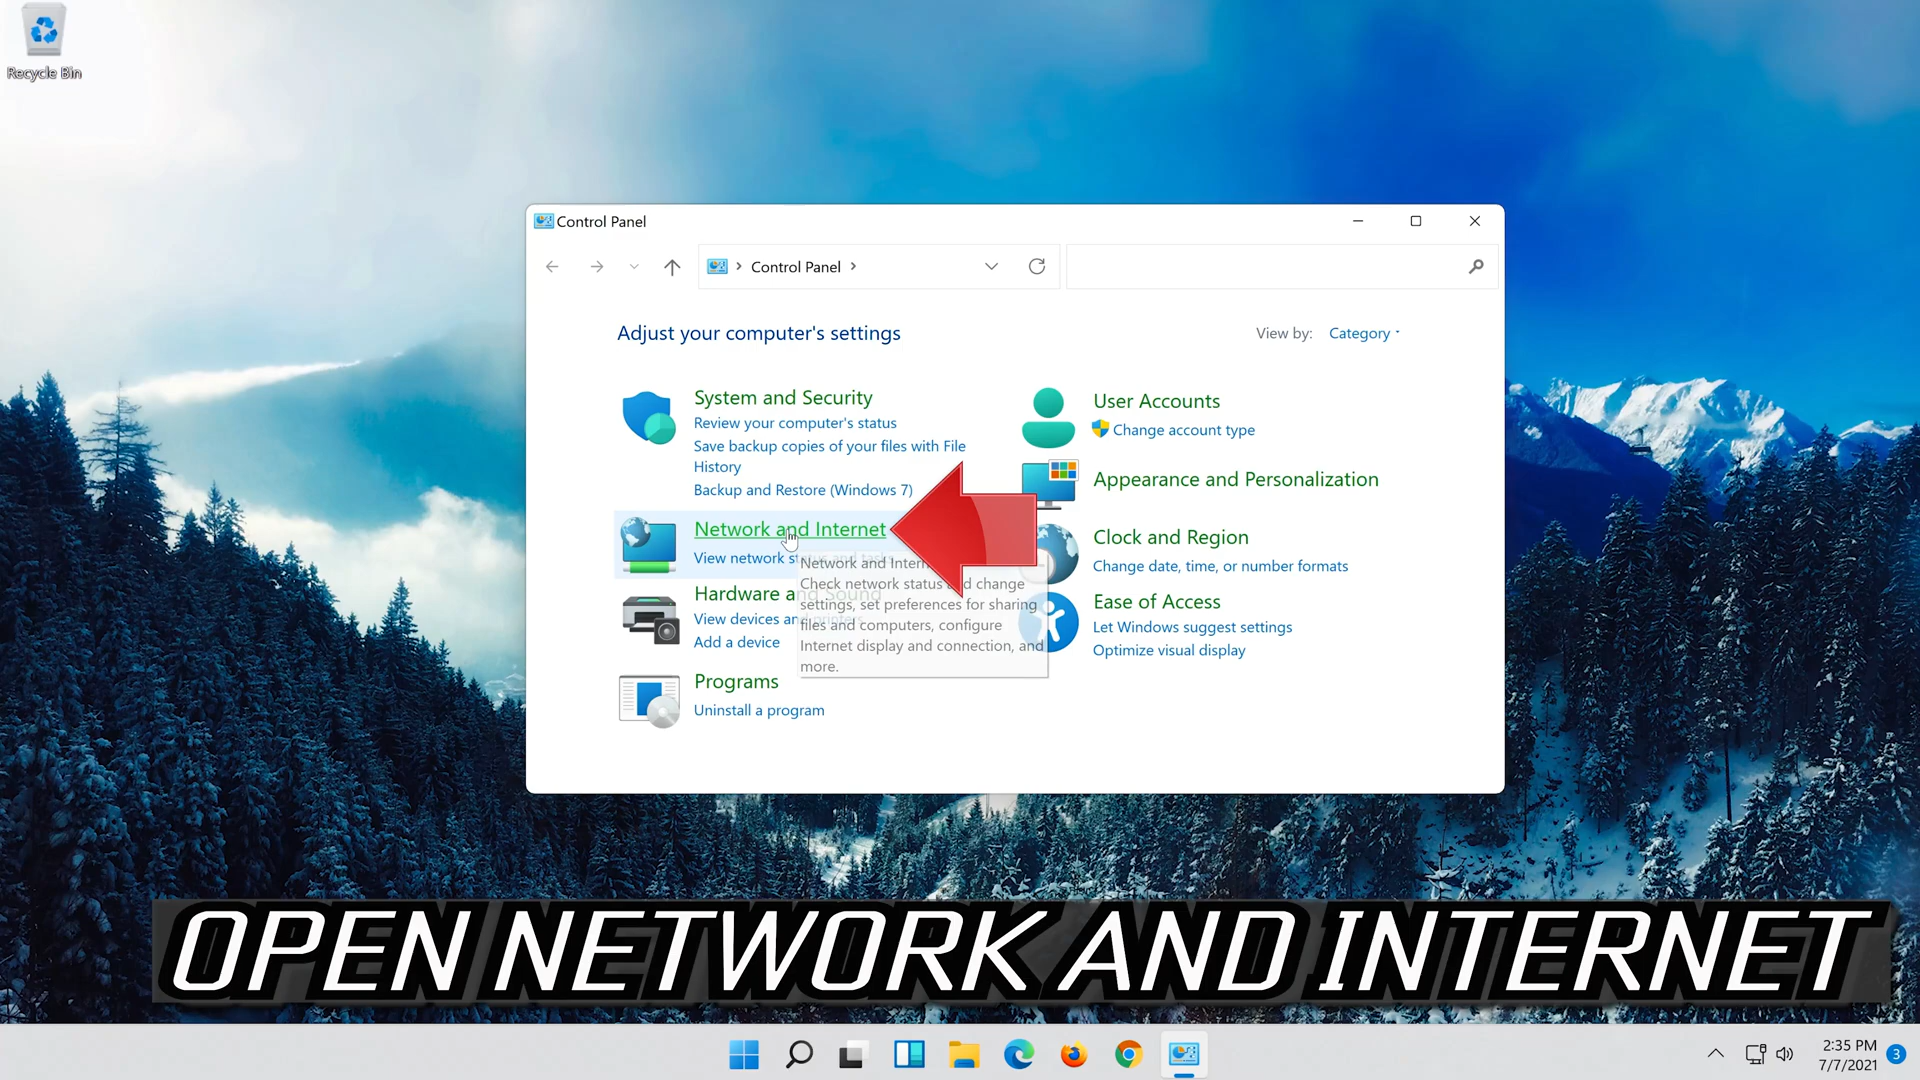 Recycle Bin
Control Panel
Control Panel
Adjust your computer's settings
View by: Category
System and Security
Review your computer's status
Save backup copies of your files with File
History
Backup and Restore (Windows 7)
Network and Internet
View network status and tasks
Hardware and Sound
View devices and printers
Add a device
Programs
Uninstall a program
Network and Intern
Check network status and change
settings, set preferences for sharing
files and computers, configure
Internet display and connection, and
more.
User Accounts
Change account type
Appearance and Personalization
Clock and Region
Change date, time, or number formats
Ease of Access
Let Windows suggest settings
Optimize visual display
OPEN NETWORK AND INTERNET
2:35 PM
7/7/2021
3